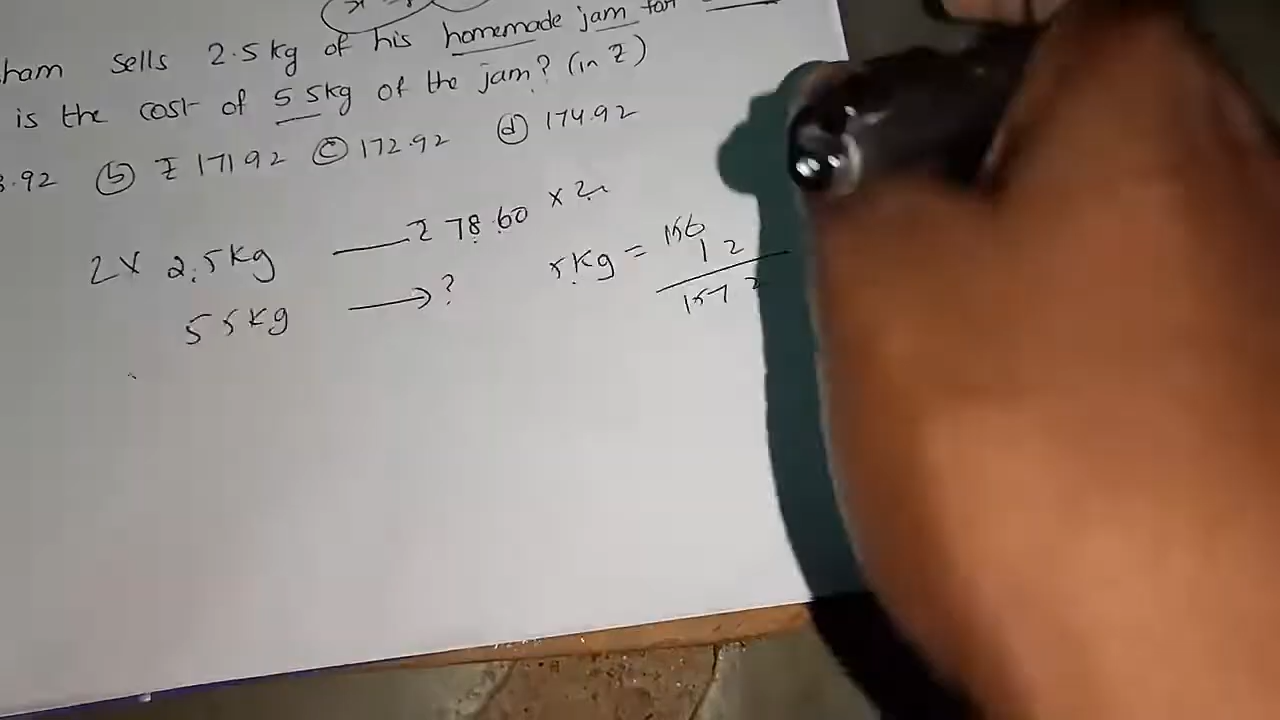 ham sells 2.5kg of his homemade jam for
is the cost of 5 5kg of the jam? (in ₹)
.92 ⓑ ₹ 171 92 ⓒ 172.92 ⓓ 174.92
2× 2.5kg — ₹ 78.60 × 2
5 5kg → ?
5kg = 156
1 2
157 2